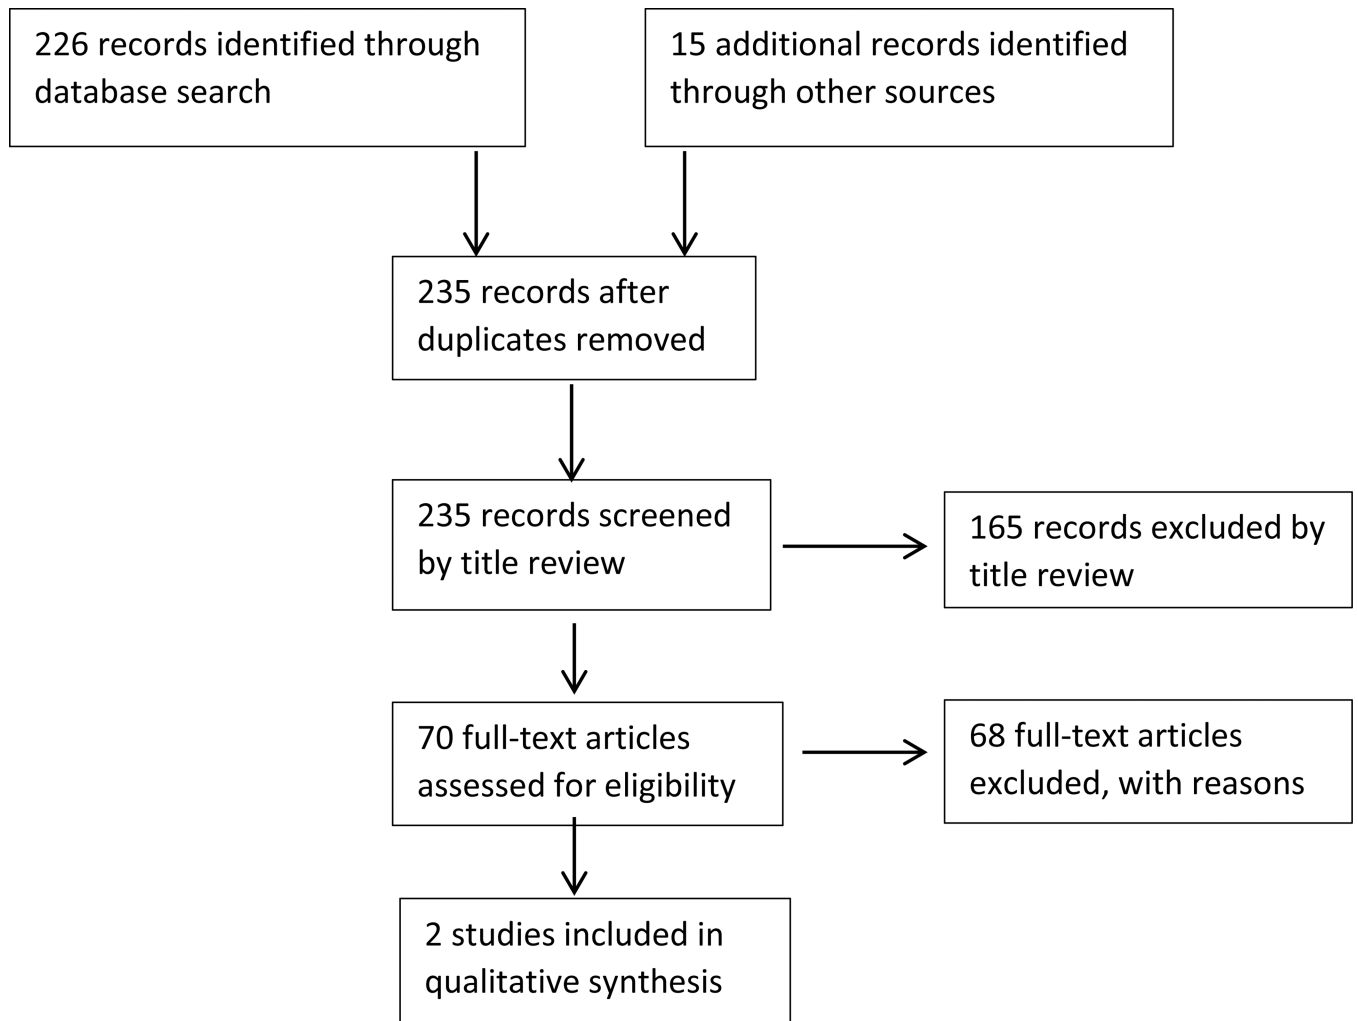 226 records identified through
database search
15 additional records identified
through other sources
235 records after
duplicates removed
235 records screened
by title review
165 records excluded by
title review
70 full-text articles
assessed for eligibility
68 full-text articles
excluded, with reasons
2 studies included in
qualitative synthesis